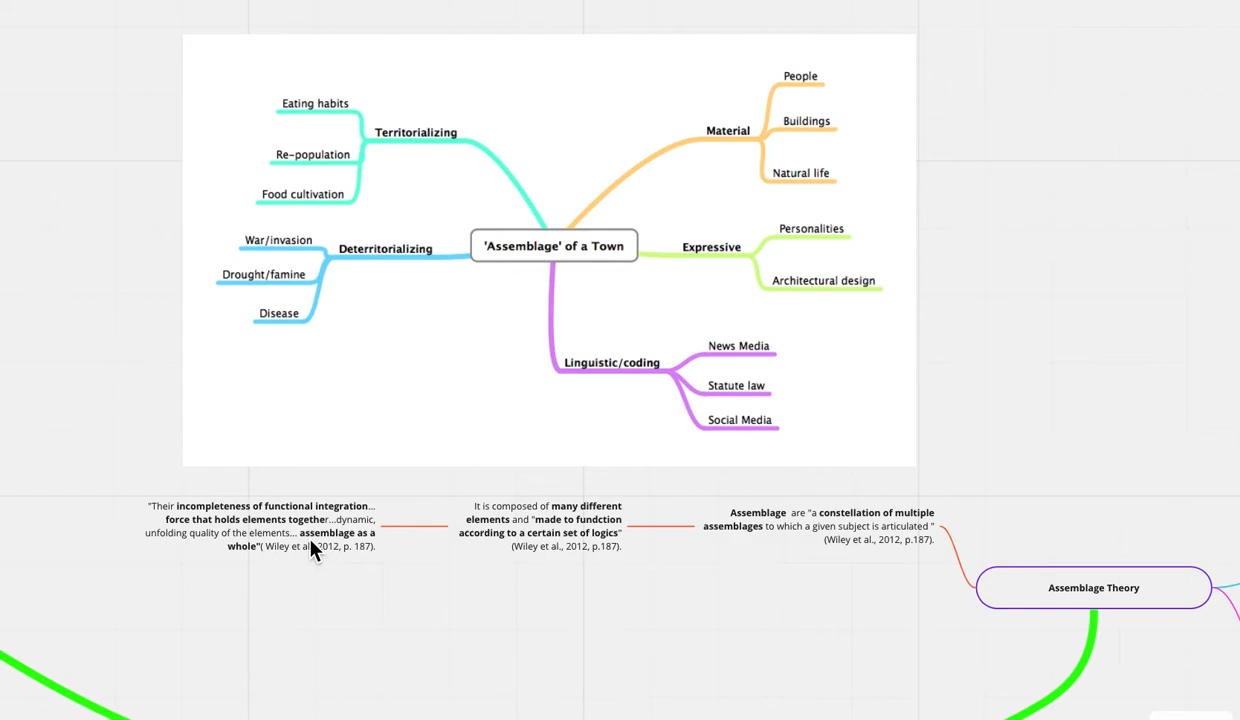 People
Eating habits
Buildings
Territorializing
Material
Re-population
Natural life
Food cultivation
Personalities
War/invasion
Deterritorializing
'Assemblage' of a Town
Expressive
Drought/famine
Architectural design
Disease
News Media
Linguistic/coding
Statute law
Social Media
"Their incompleteness of functional integration...
force that holds elements together...dynamic,
unfolding quality of the elements... assemblage as a
whole"( Wiley et al., 2012, p. 187).
It is composed of many different
elements and "made to fundction
according to a certain set of logics"
(Wiley et al., 2012, p.187).
Assemblage are "a constellation of multiple
assemblages to which a given subject is articulated "
(Wiley et al., 2012, p.187).
Assemblage Theory